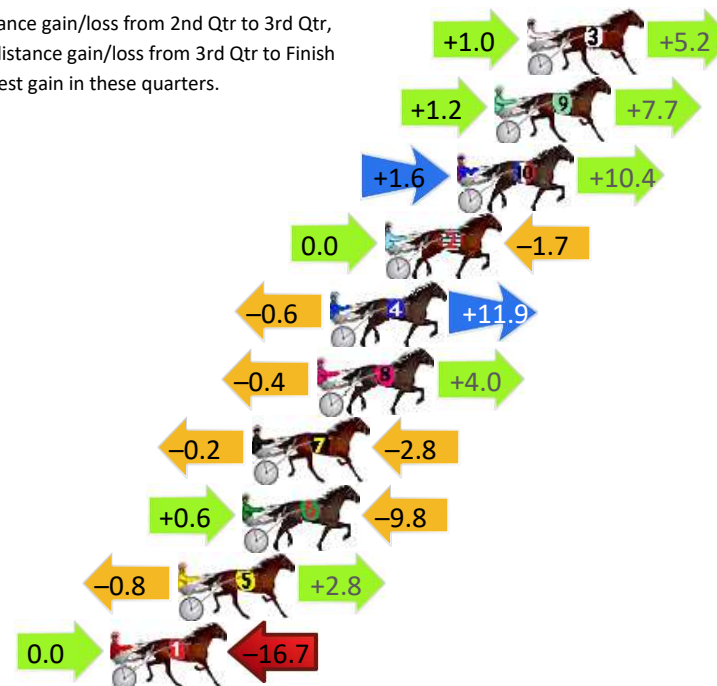 ance gain/loss from 2nd Qtr to 3rd Qtr,
distance gain/loss from 3rd Qtr to Finish
est gain in these quarters.
+1.0 3 +5.2
+1.2 9 +7.7
+1.6 10 +10.4
0.0 2 –1.7
–0.6 4 +11.9
–0.4 8 +4.0
–0.2 7 –2.8
+0.6 6 –9.8
–0.8 5 +2.8
0.0 1 –16.7